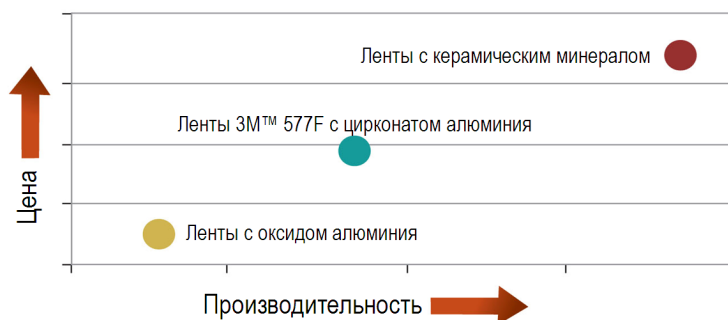 Ленты с керамическим минералом
Ленты 3M™ 577F с цирконатом алюминия
Цена
Ленты с оксидом алюминия
Производительность